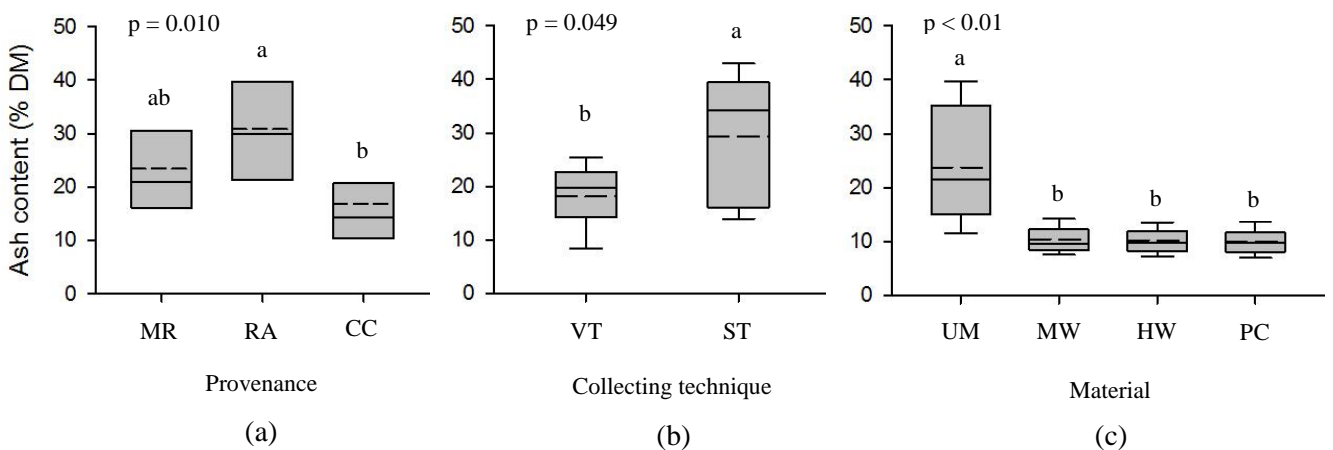 Ash content (% DM)
50
40
30
20
10
0
p = 0.010
ab
a
b
MR RA CC
Provenance
(a)
50
40
30
20
10
0
p = 0.049
b
a
VT ST
Collecting technique
(b)
50
40
30
20
10
0
p < 0.01
a
b b b
UM MW HW PC
Material
(c)